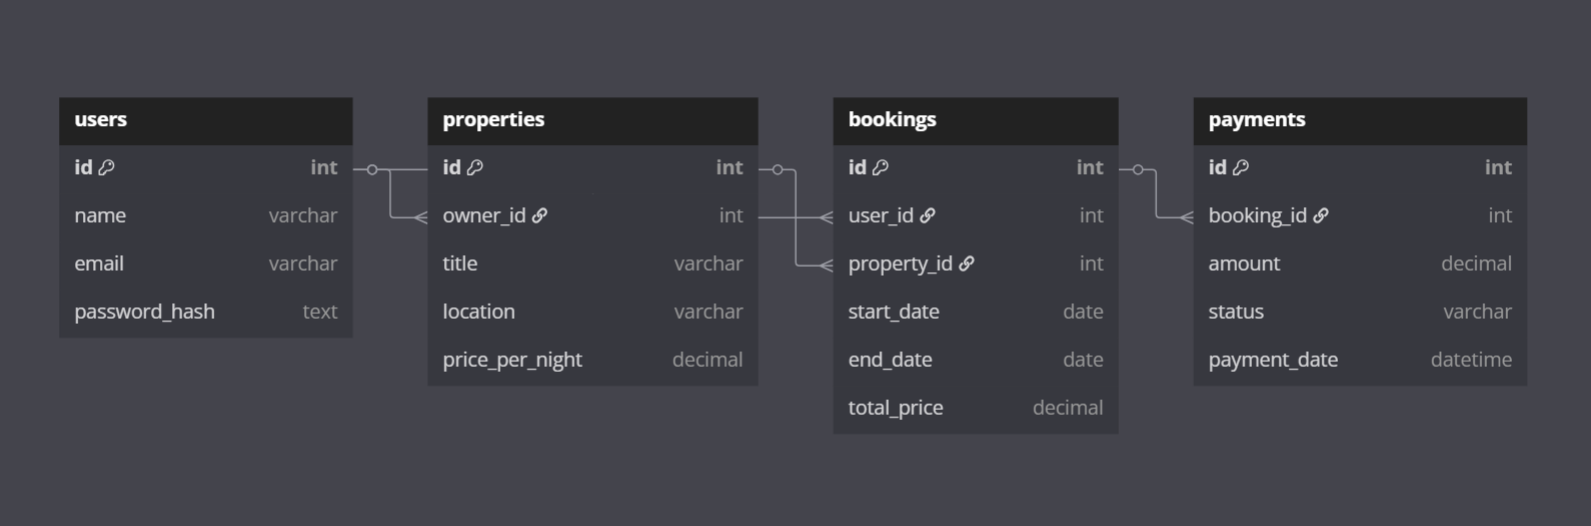 users
id int
name varchar
email varchar
password_hash text
properties
id int
owner_id int
title varchar
location varchar
price_per_night decimal
bookings
id int
user_id int
property_id int
start_date date
end_date date
total_price decimal
payments
id int
booking_id int
amount decimal
status varchar
payment_date datetime